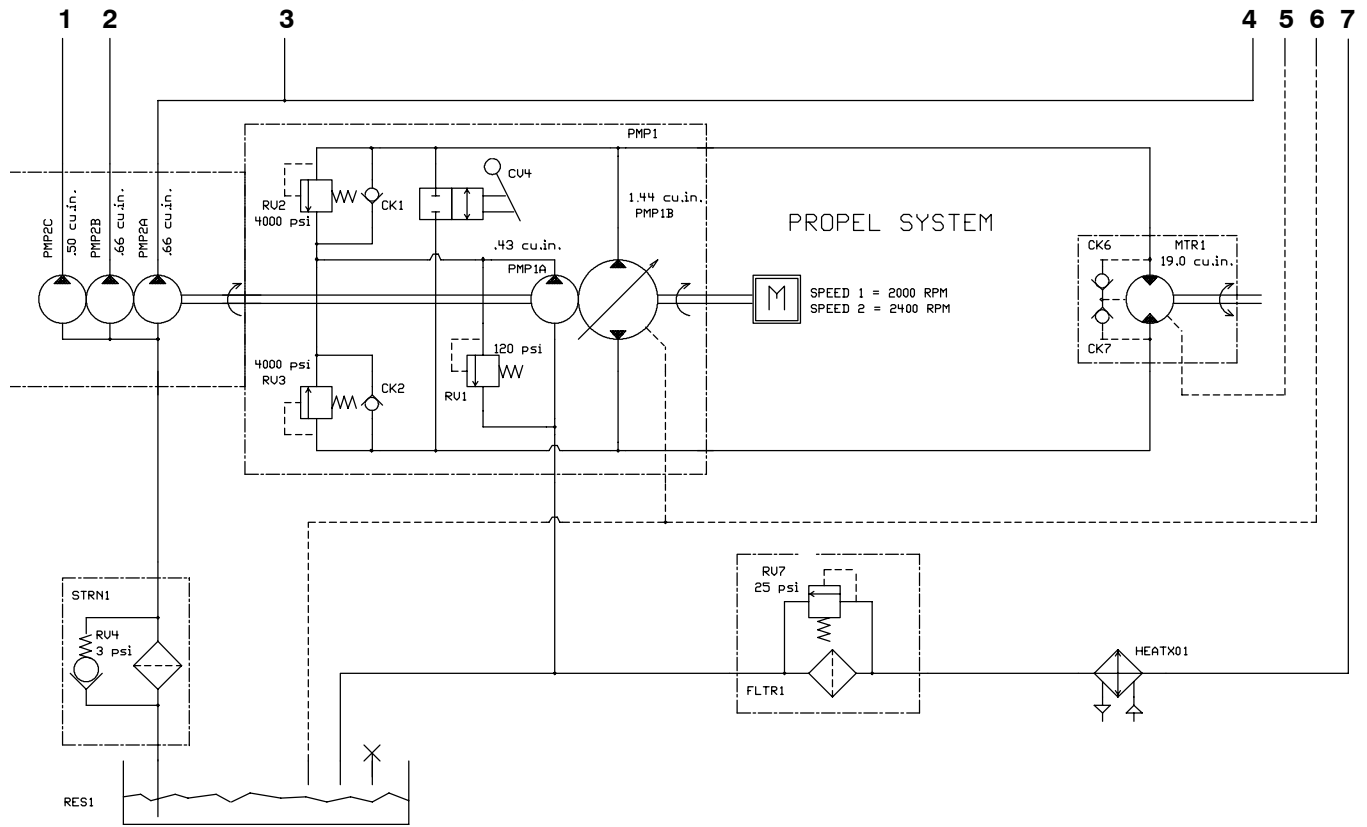 1 2 3 4 5 6 7
PMP1
PMP2C
.50 cu.in.
PMP2B
.66 cu.in.
PMP2A
.66 cu.in.
RV2
4000 psi
CK1
CV4
1.44 cu.in.
PMP1B
.43 cu.in.
PMP1A
PROPEL SYSTEM
M
SPEED 1 = 2000 RPM
SPEED 2 = 2400 RPM
CK6
MTR1
19.0 cu.in.
CK7
4000 psi
RV3
CK2
120 psi
RV1
STRN1
RV4
3 psi
RV7
25 psi
FLTR1
HEATX01
RES1